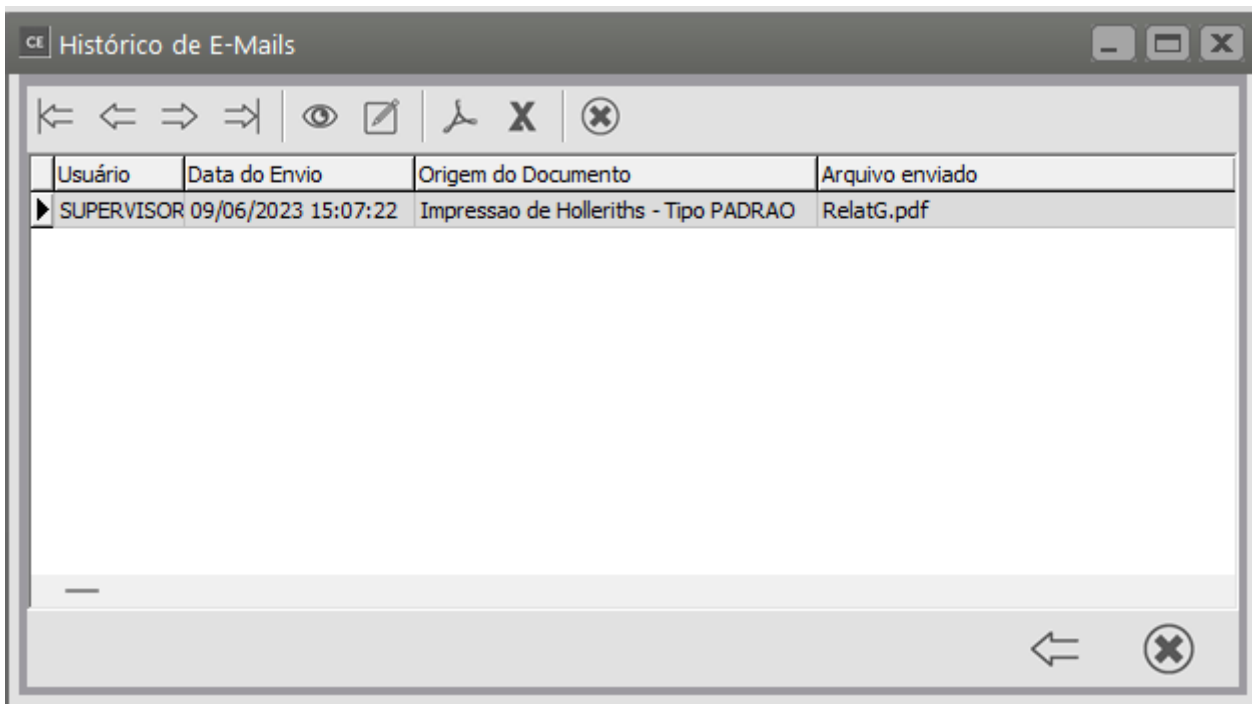 CE Histórico de E-Mails
Usuário Data do Envio Origem do Documento Arquivo enviado
SUPERVISOR 09/06/2023 15:07:22 Impressao de Holleriths - Tipo PADRAO RelatG.pdf